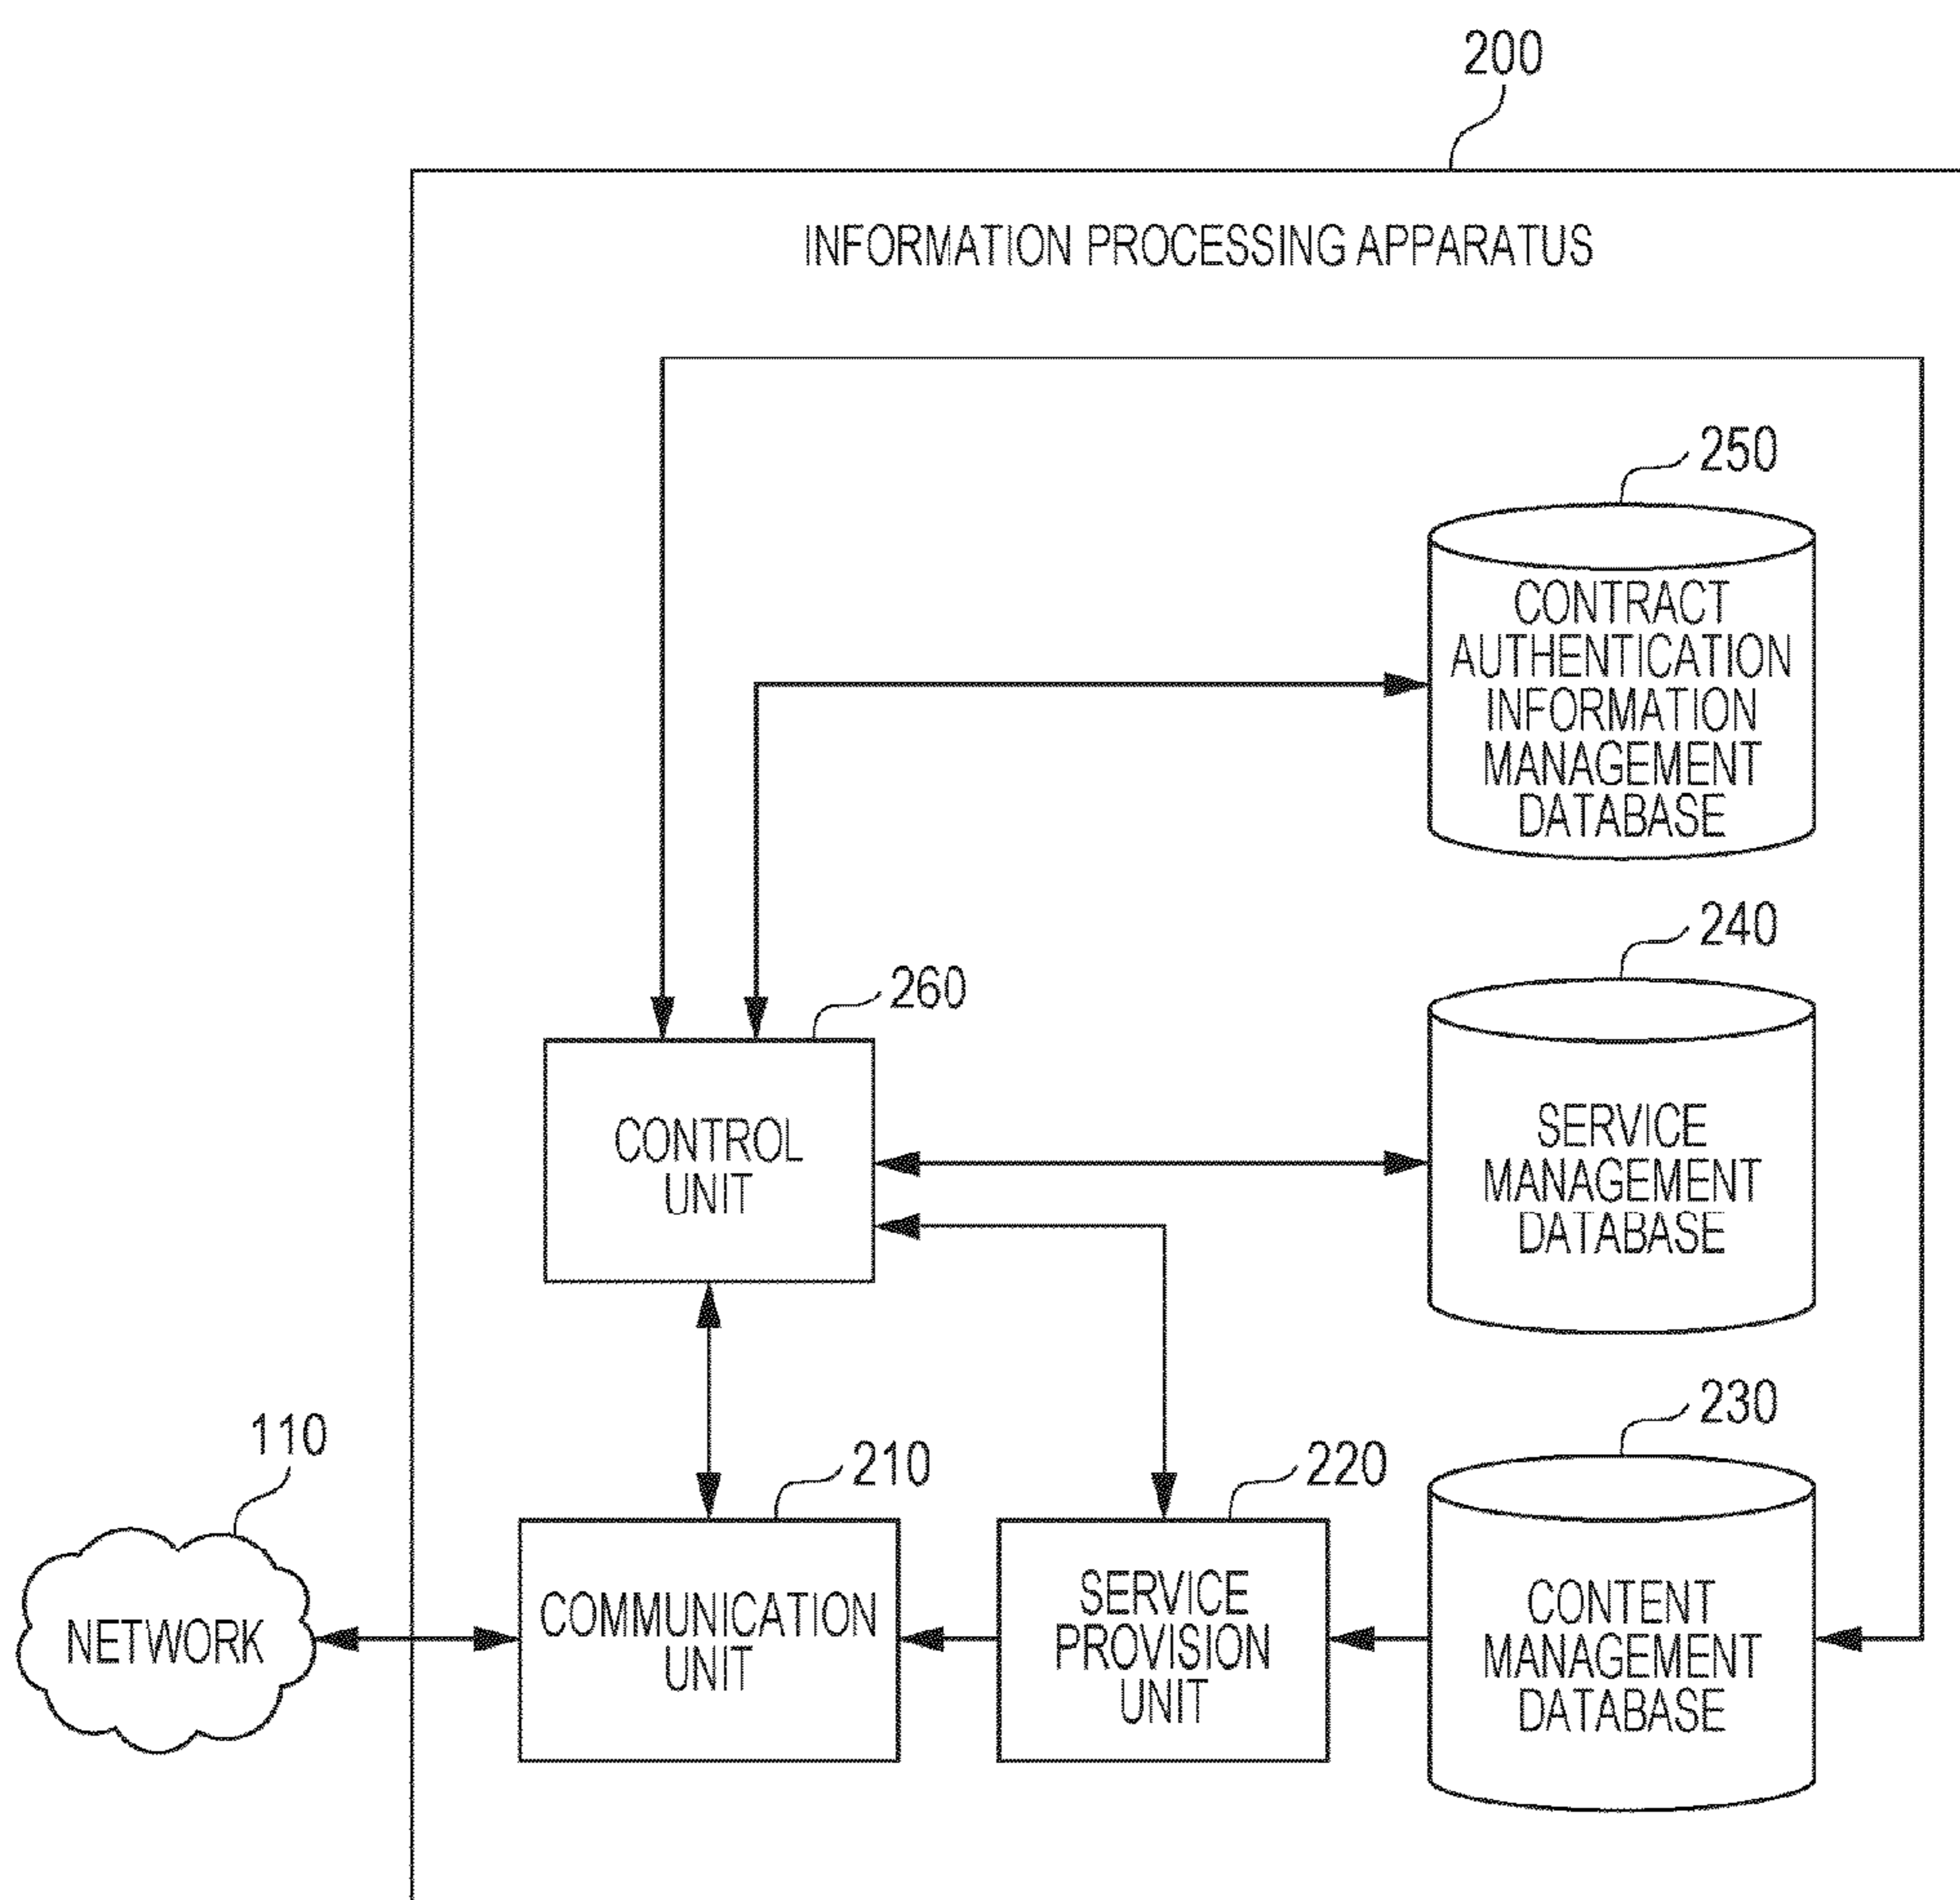 200
INFORMATION PROCESSING APPARATUS
250
CONTRACT
AUTHENTICATION
INFORMATION
MANAGEMENT
DATABASE
240
260
CONTROL
UNIT
SERVICE
MANAGEMENT
DATABASE
230
110
210
220
NETWORK
COMMUNICATION
UNIT
SERVICE
PROVISION
UNIT
CONTENT
MANAGEMENT
DATABASE